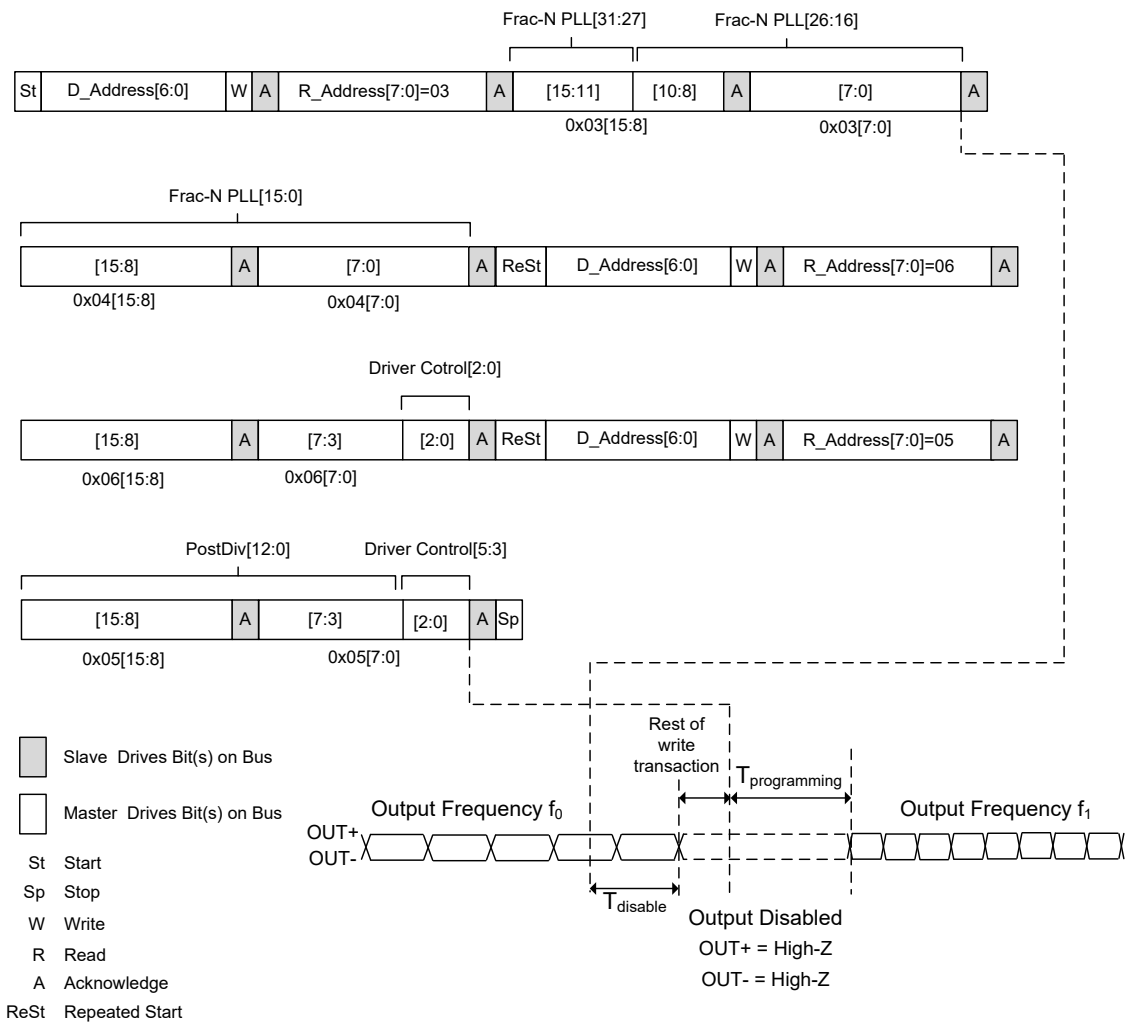 Frac-N PLL[31:27] Frac-N PLL[26:16]
St D_Address[6:0] W A R_Address[7:0]=03 A [15:11] [10:8] A [7:0] A
0x03[15:8] 0x03[7:0]
Frac-N PLL[15:0]
[15:8] A [7:0] A ReSt D_Address[6:0] W A R_Address[7:0]=06 A
0x04[15:8] 0x04[7:0]
Driver Cotrol[2:0]
[15:8] A [7:3] [2:0] A ReSt D_Address[6:0] W A R_Address[7:0]=05 A
0x06[15:8] 0x06[7:0]
PostDiv[12:0] Driver Control[5:3]
[15:8] A [7:3] [2:0] A Sp
0x05[15:8] 0x05[7:0]
Slave Drives Bit(s) on Bus
Master Drives Bit(s) on Bus
St Start
Sp Stop
W Write
R Read
A Acknowledge
ReSt Repeated Start
Rest of
write
transaction
Tprogramming
Output Frequency f0
Output Frequency f1
OUT+
OUT-
Tdisable
Output Disabled
OUT+ = High-Z
OUT- = High-Z